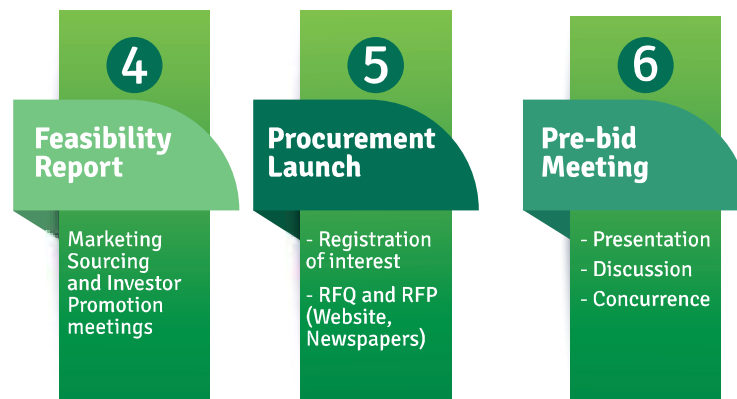 4
Feasibility
Report
Marketing
Sourcing
and Investor
Promotion
meetings
5
Procurement
Launch
- Registration
of interest
- RFQ and RFP
(Website,
Newspapers)
6
Pre-bid
Meeting
- Presentation
- Discussion
- Concurrence